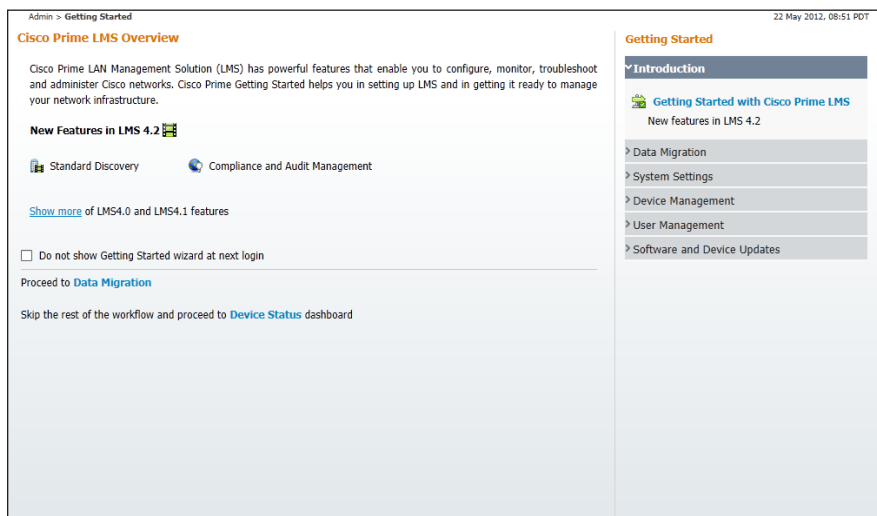 Admin > Getting Started
22 May 2012, 08:51 PDT
Cisco Prime LMS Overview
Cisco Prime LAN Management Solution (LMS) has powerful features that enable you to configure, monitor, troubleshoot
and administer Cisco networks. Cisco Prime Getting Started helps you in setting up LMS and in getting it ready to manage
your network infrastructure.
New Features in LMS 4.2
Standard Discovery
Compliance and Audit Management
Show more of LMS4.0 and LMS4.1 features
Do not show Getting Started wizard at next login
Proceed to Data Migration
Skip the rest of the workflow and proceed to Device Status dashboard
Getting Started
Introduction
Getting Started with Cisco Prime LMS
New features in LMS 4.2
Data Migration
System Settings
Device Management
User Management
Software and Device Updates